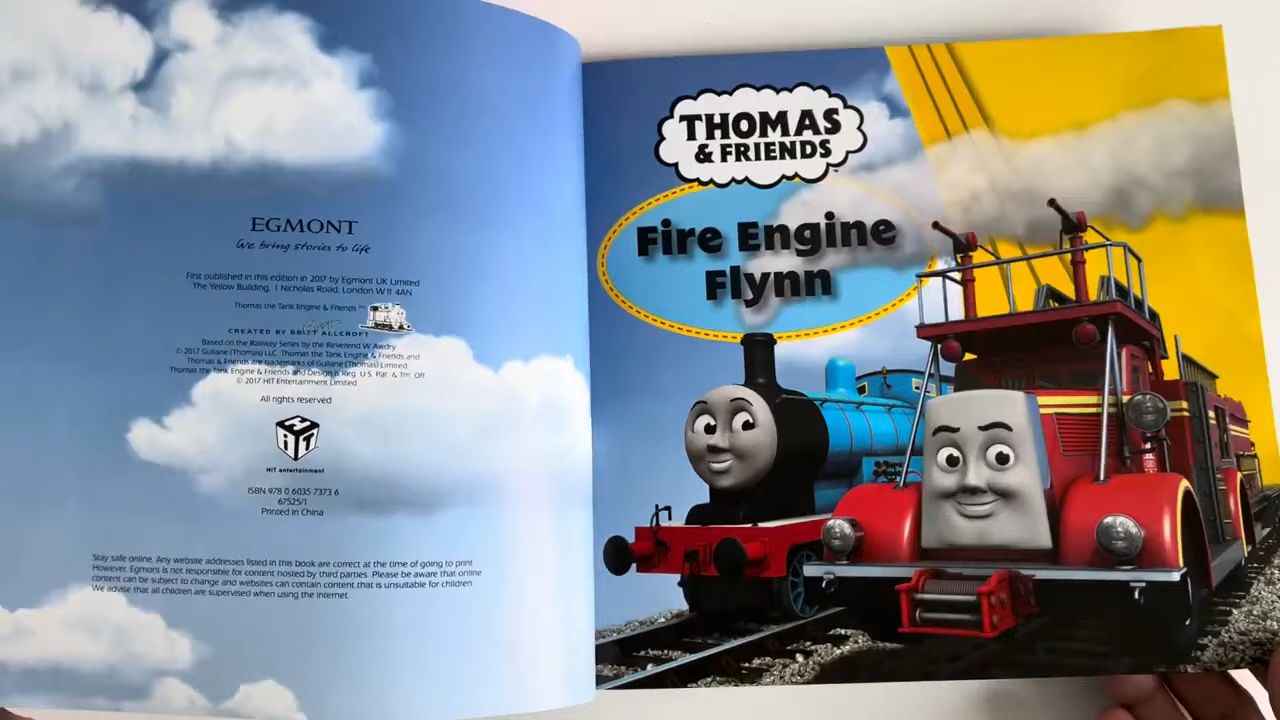 EGMONT
We bring stories to life
First published in this edition in 2017 by Egmont UK Limited
The Yellow Building, 1 Nicholas Road, London W11 4AN
Thomas the Tank Engine & Friends™
CREATED BY BRITT ALLCROFT
Based on the Railway Series by the Reverend W Awdry
© 2017 Gullane (Thomas) LLC. Thomas the Tank Engine & Friends and
Thomas & Friends are trademarks of Gullane (Thomas) Limited.
Thomas the Tank Engine & Friends and Design is Reg. U.S. Pat. & Tm. Off
© 2017 HIT Entertainment Limited
All rights reserved
HiT
HIT entertainment
ISBN 978 0 6035 7373 6
67525/1
Printed in China
Stay safe online. Any website addresses listed in this book are correct at the time of going to print
However, Egmont is not responsible for content hosted by third parties. Please be aware that online
content can be subject to change and websites can contain content that is unsuitable for children
We advise that all children are supervised when using the internet.
THOMAS
& FRIENDS™
Fire Engine
Flynn